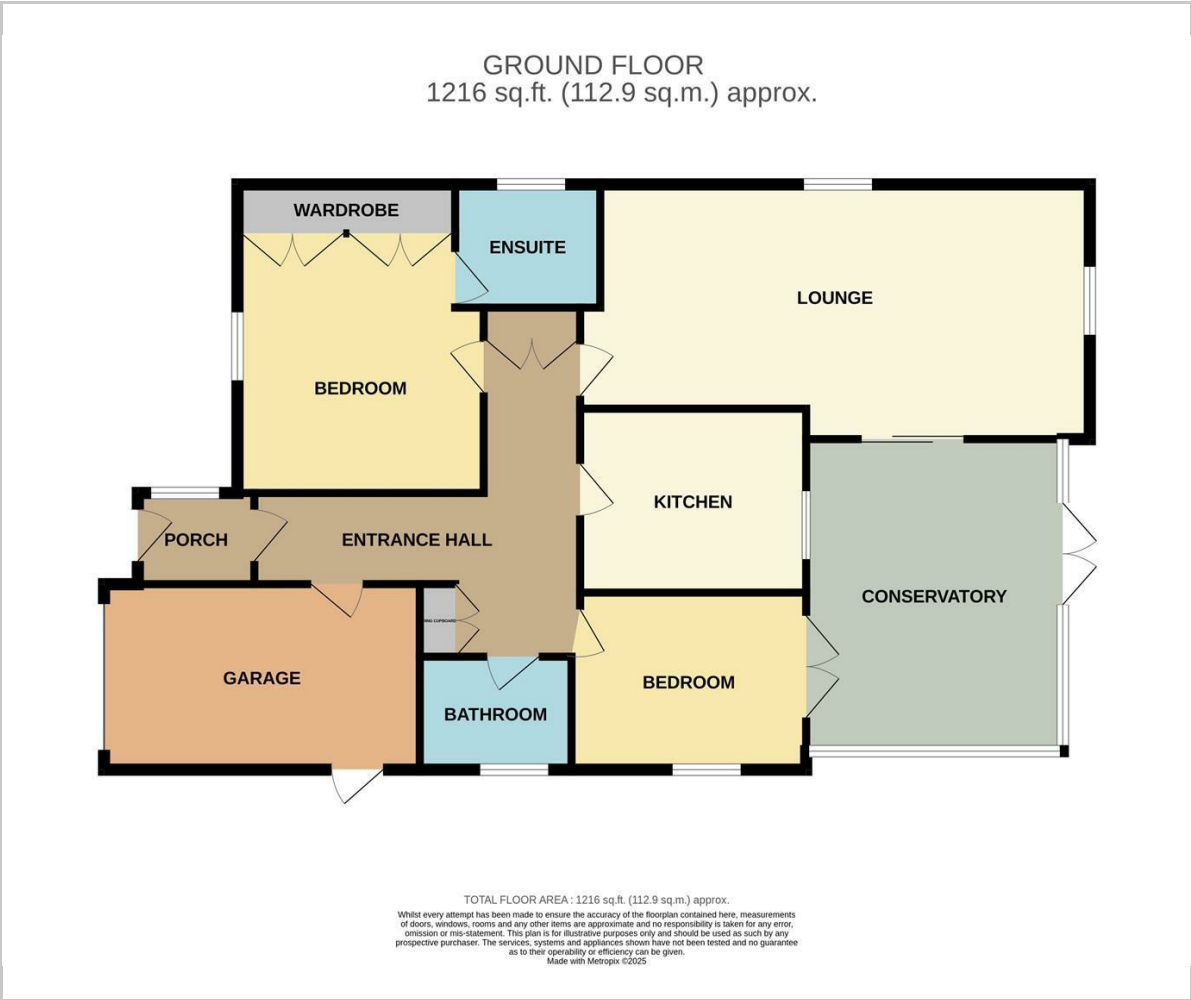 GROUND FLOOR
1216 sq.ft. (112.9 sq.m.) approx.
WARDROBE
ENSUITE
LOUNGE
BEDROOM
KITCHEN
PORCH
ENTRANCE HALL
CONSERVATORY
CUPBOARD
GARAGE
BEDROOM
BATHROOM
TOTAL FLOOR AREA : 1216 sq.ft. (112.9 sq.m.) approx.
Whilst every attempt has been made to ensure the accuracy of the floorplan contained here, measurements
of doors, windows, rooms and any other items are approximate and no responsibility is taken for any error,
omission or mis-statement. This plan is for illustrative purposes only and should be used as such by any
prospective purchaser. The services, systems and appliances shown have not been tested and no guarantee
as to their operability or efficiency can be given.
Made with Metropix ©2025